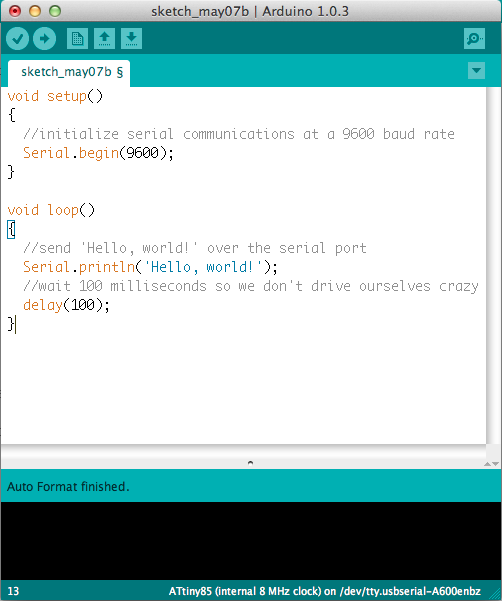 sketch_may07b | Arduino 1.0.3
sketch_may07b §
void setup()
{
  //initialize serial communications at a 9600 baud rate
  Serial.begin(9600);
}

void loop()
{
  //send 'Hello, world!' over the serial port
  Serial.println('Hello, world!');
  //wait 100 milliseconds so we don't drive ourselves crazy
  delay(100);
}
Auto Format finished.
13 ATtiny85 (internal 8 MHz clock) on /dev/tty.usbserial-A600enbz